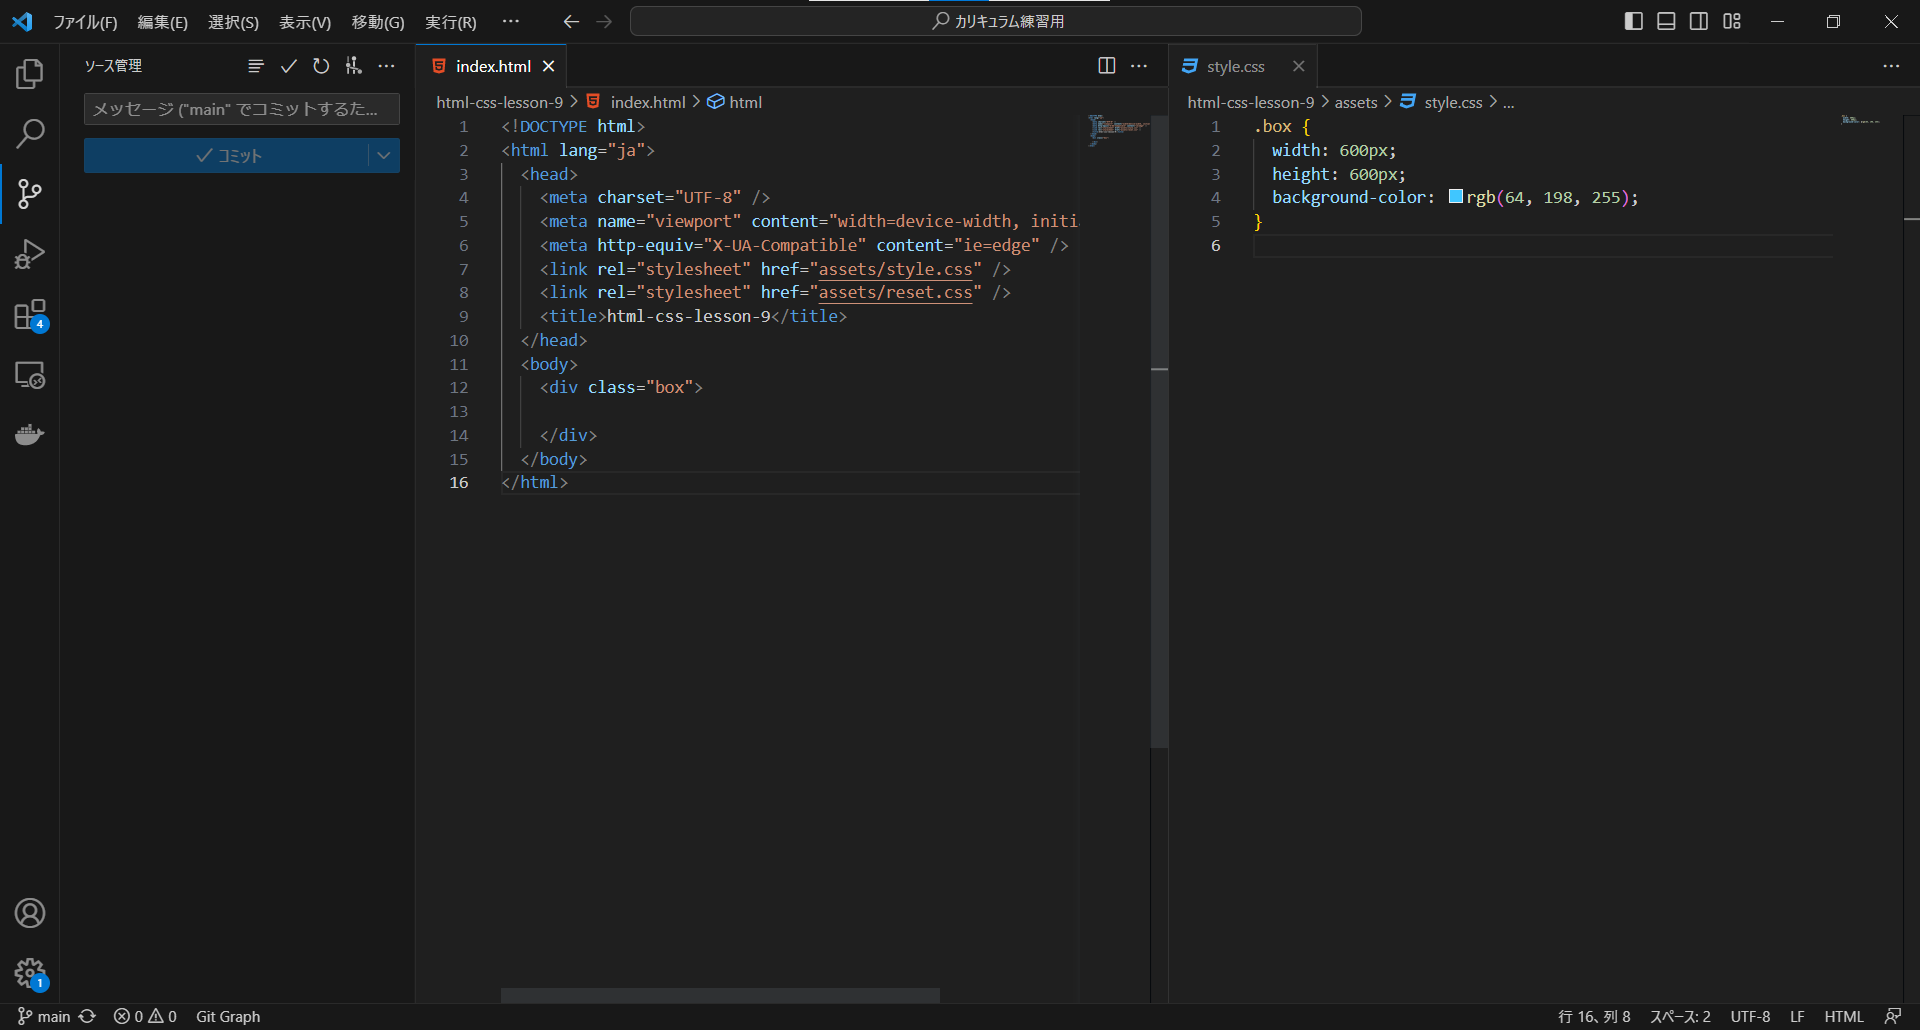 ファイル(F) 編集(E) 選択(S) 表示(V) 移動(G) 実行(R) ··· カリキュラム練習用
ソース管理
メッセージ ("main" でコミットするた...
コミット
4
1
index.html
html-css-lesson-9 > index.html > html
1 <!DOCTYPE html>
2 <html lang="ja">
3 <head>
4 <meta charset="UTF-8" />
5 <meta name="viewport" content="width=device-width, initi
6 <meta http-equiv="X-UA-Compatible" content="ie=edge" />
7 <link rel="stylesheet" href="assets/style.css" />
8 <link rel="stylesheet" href="assets/reset.css" />
9 <title>html-css-lesson-9</title>
10 </head>
11 <body>
12 <div class="box">
13
14 </div>
15 </body>
16 </html>
style.css
html-css-lesson-9 > assets > style.css > ...
1 .box {
2 width: 600px;
3 height: 600px;
4 background-color: rgb(64, 198, 255);
5 }
6
main 0 0 Git Graph 行 16、列 8 スペース: 2 UTF-8 LF HTML